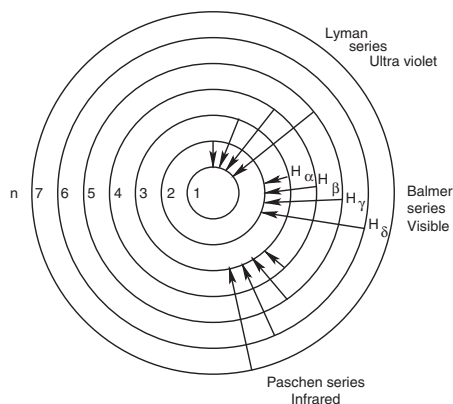 Lyman
series
Ultra violet
n 7 6 5 4 3 2 1
Hα
Hβ
Hγ
Hδ
Balmer
series
Visible
Paschen series
Infrared